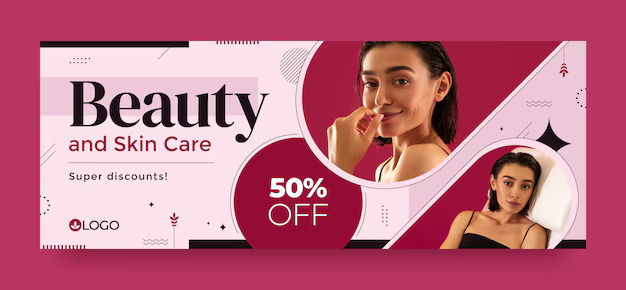 Beauty
and Skin Care
Super discounts!
LOGO
50%
OFF